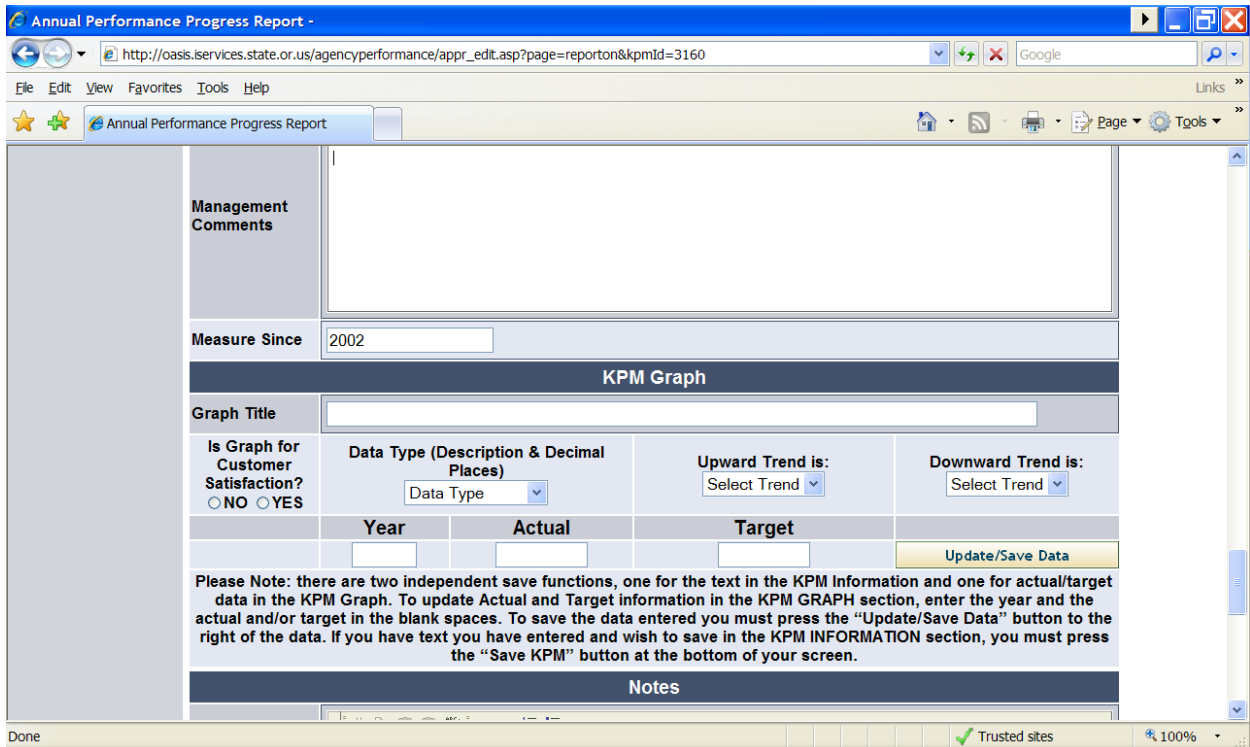 Annual Performance Progress Report -
http://oasis.iservices.state.or.us/agencyperformance/appr_edit.asp?page=reporton&kpmId=3160
Google
File Edit View Favorites Tools Help
Links »
Annual Performance Progress Report
Page Tools »
Management
Comments
Measure Since
2002
KPM Graph
Graph Title
Is Graph for
Customer
Satisfaction?
NO YES
Data Type (Description & Decimal
Places)
Data Type
Upward Trend is:
Select Trend
Downward Trend is:
Select Trend
Year Actual Target
Update/Save Data
Please Note: there are two independent save functions, one for the text in the KPM Information and one for actual/target
data in the KPM Graph. To update Actual and Target information in the KPM GRAPH section, enter the year and the
actual and/or target in the blank spaces. To save the data entered you must press the “Update/Save Data” button to the
right of the data. If you have text you have entered and wish to save in the KPM INFORMATION section, you must press
the “Save KPM” button at the bottom of your screen.
Notes
Done
Trusted sites
100%